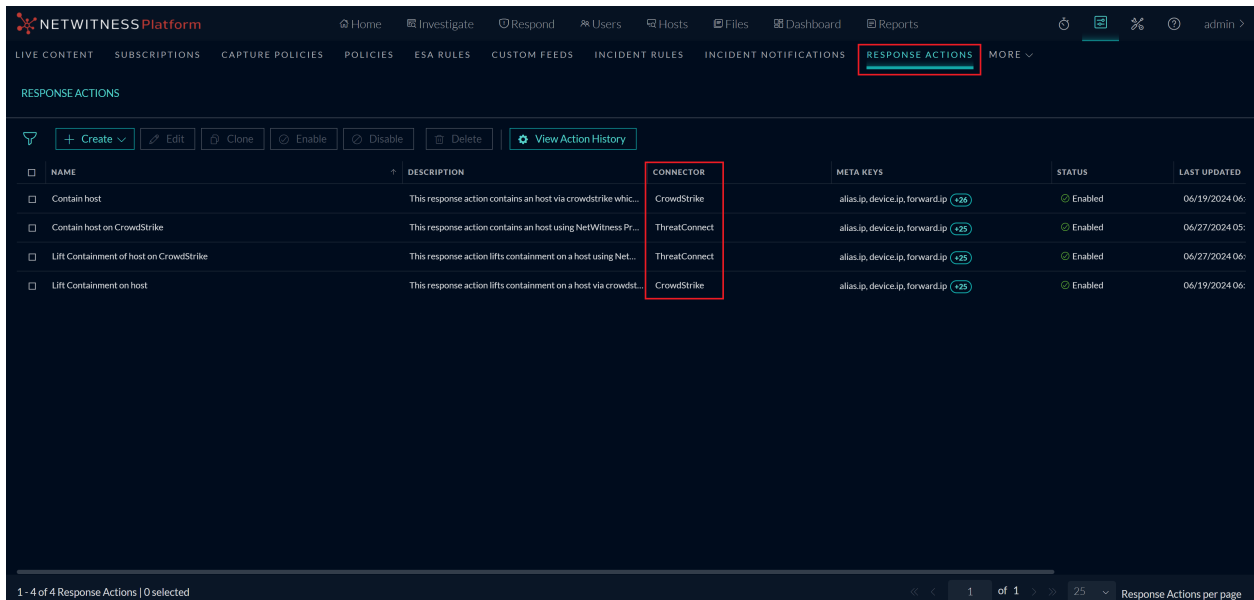 NETWITNESS Platform Home Investigate Respond Users Hosts Files Dashboard Reports admin >
LIVE CONTENT SUBSCRIPTIONS CAPTURE POLICIES POLICIES ESA RULES CUSTOM FEEDS INCIDENT RULES INCIDENT NOTIFICATIONS RESPONSE ACTIONS MORE
RESPONSE ACTIONS
+ Create Edit Clone Enable Disable Delete View Action History
NAME ↑ DESCRIPTION CONNECTOR META KEYS STATUS LAST UPDATED
Contain host This response action contains an host via crowdstrike whic... CrowdStrike alias.ip, device.ip, forward.ip +26 Enabled 06/19/2024 06:
Contain host on CrowdStrike This response action contains an host using NetWitness Pr... ThreatConnect alias.ip, device.ip, forward.ip +25 Enabled 06/27/2024 05:
Lift Containment of host on CrowdStrike This response action lifts containment on a host using Net... ThreatConnect alias.ip, device.ip, forward.ip +25 Enabled 06/27/2024 06:
Lift Containment on host This response action lifts containment on a host via crowdst... CrowdStrike alias.ip, device.ip, forward.ip +25 Enabled 06/19/2024 06:
1 - 4 of 4 Response Actions | 0 selected « < 1 of 1 > » 25 Response Actions per page